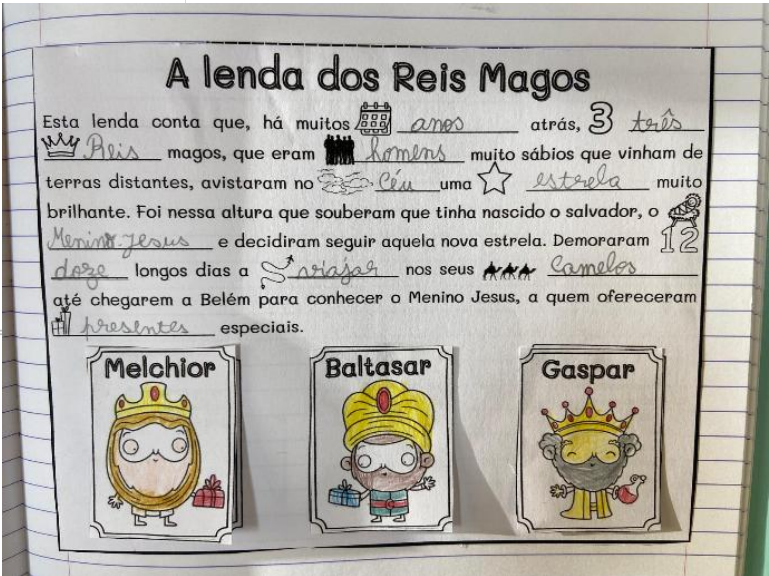 A lenda dos Reis Magos
Esta lenda conta que, há muitos anos atrás, 3 três
Reis magos, que eram homens muito sábios que vinham de
terras distantes, avistaram no Céu uma estrela muito
brilhante. Foi nessa altura que souberam que tinha nascido o salvador, o
Menino Jesus e decidiram seguir aquela nova estrela. Demoraram 12
doze longos dias a viajar nos seus Camelos
até chegarem a Belém para conhecer o Menino Jesus, a quem ofereceram
presentes especiais.
Melchior Baltasar Gaspar